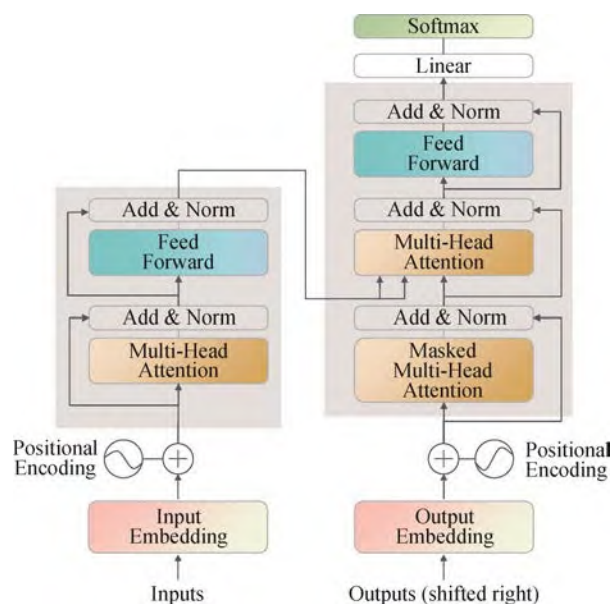 Softmax
Linear
Add & Norm
Feed
Forward
Add & Norm
Multi-Head
Attention
Add & Norm
Masked
Multi-Head
Attention
Positional
Encoding
Output
Embedding
Outputs (shifted right)
Add & Norm
Feed
Forward
Add & Norm
Multi-Head
Attention
Positional
Encoding
Input
Embedding
Inputs